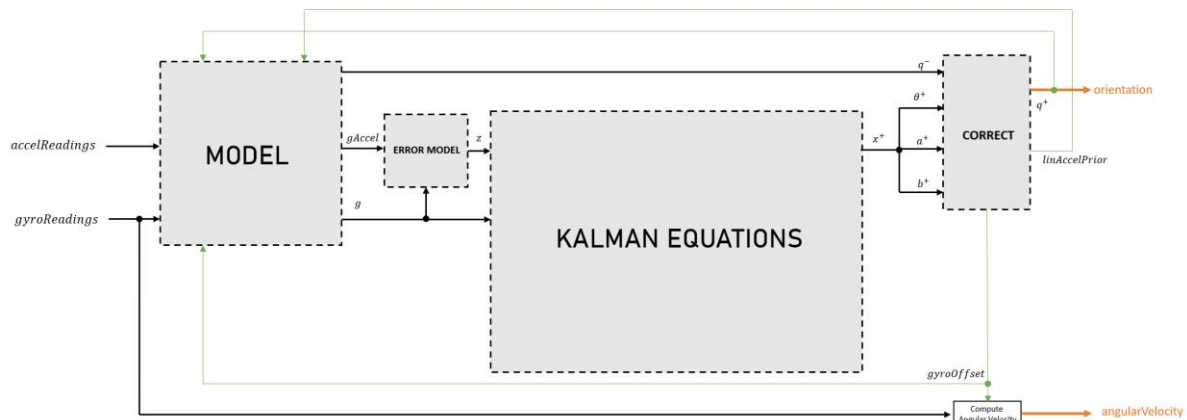 q⁻
θ⁺
orientation
q⁺
accelReadings
MODEL
gAccel
ERROR MODEL
z
x⁺
a⁺
CORRECT
linAccelPrior
b⁺
gyroReadings
g
KALMAN EQUATIONS
gyroOffset
Compute
Angular Velocity
angularVelocity